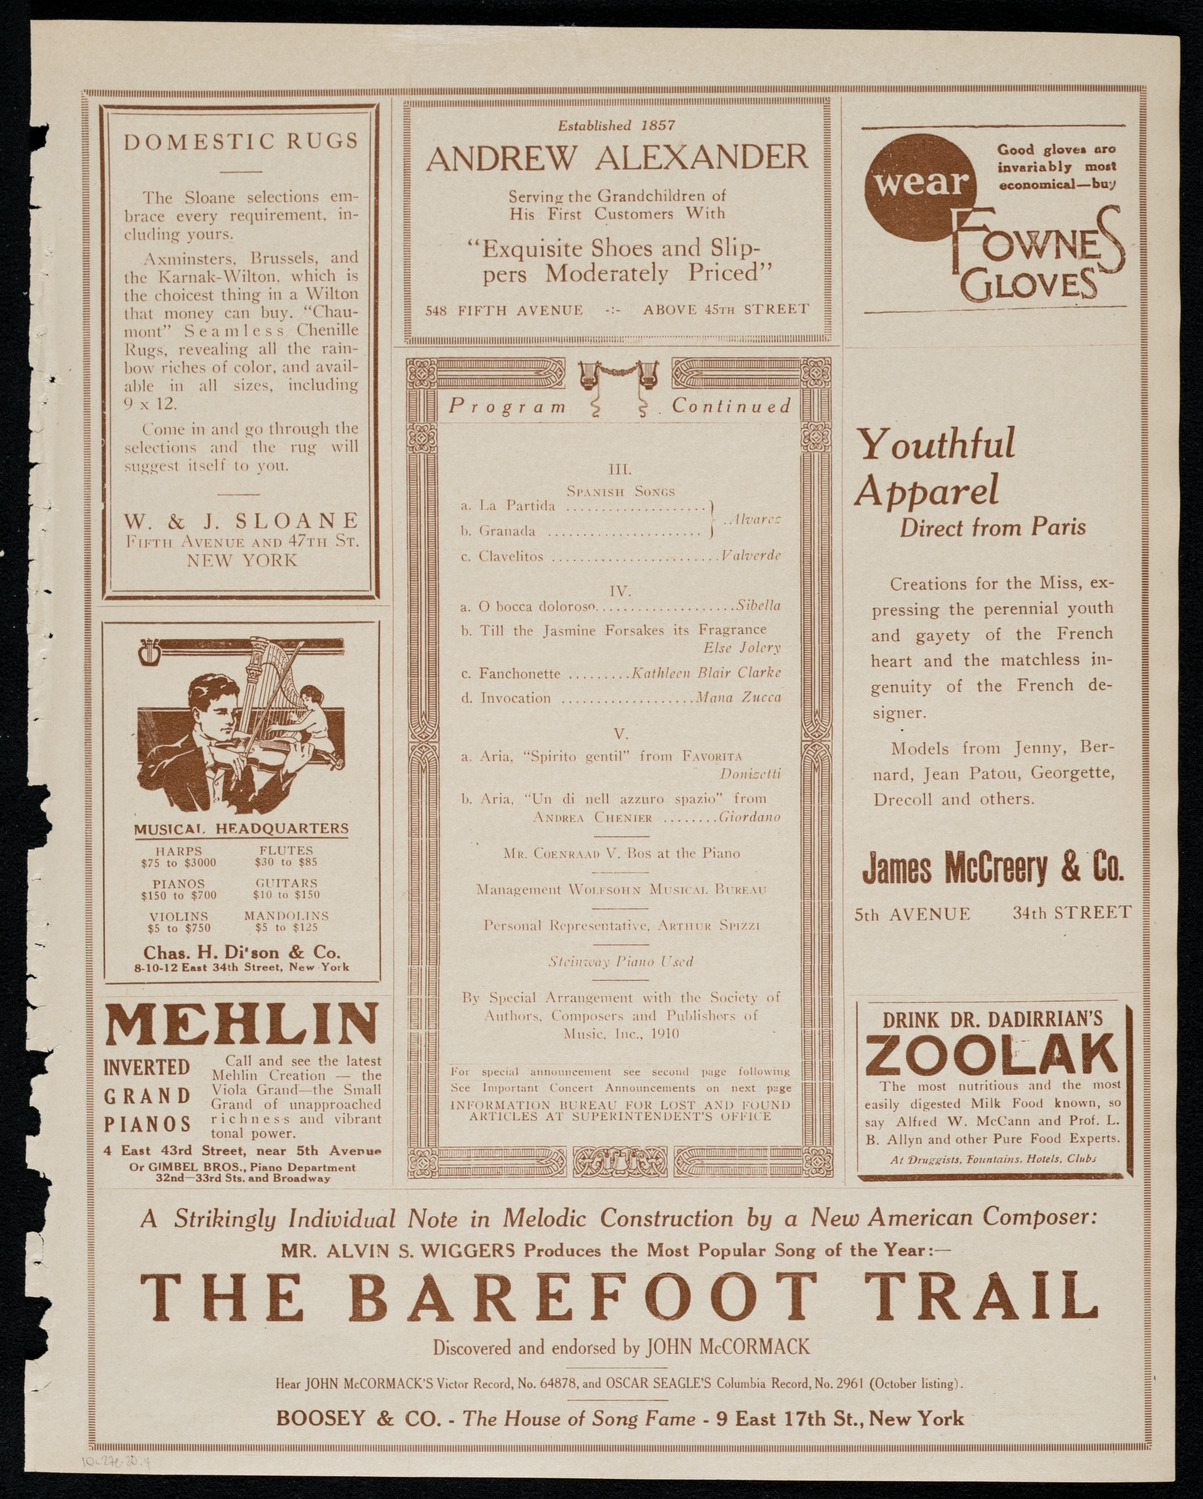 DOMESTIC RUGS
The Sloane selections em-
brace every requirement, in-
cluding yours.
Axminsters, Brussels, and
the Karnak-Wilton, which is
the choicest thing in a Wilton
that money can buy. "Chau-
mont" Seamless Chenille
Rugs, revealing all the rain-
bow riches of color, and avail-
able in all sizes, including
9 x 12.
Come in and go through the
selections and the rug will
suggest itself to you.
W. & J. SLOANE
FIFTH AVENUE AND 47TH ST.
NEW YORK
MUSICAL HEADQUARTERS
HARPS FLUTES
$75 to $3000 $30 to $85
PIANOS GUITARS
$150 to $700 $10 to $150
VIOLINS MANDOLINS
$5 to $750 $5 to $125
Chas. H. Di'son & Co.
8-10-12 East 34th Street, New York
MEHLIN
INVERTED
GRAND
PIANOS
Call and see the latest
Mehlin Creation — the
Viola Grand—the Small
Grand of unapproached
richness and vibrant
tonal power.
4 East 43rd Street, near 5th Avenue
Or GIMBEL BROS., Piano Department
32nd—33rd Sts. and Broadway
Established 1857
ANDREW ALEXANDER
Serving the Grandchildren of
His First Customers With
"Exquisite Shoes and Slip-
pers Moderately Priced"
548 FIFTH AVENUE -:- ABOVE 45TH STREET
Program Continued
III.
SPANISH SONGS
a. La Partida ......................
b. Granada ........................
..Alvarez
c. Clavelitos ..........................Valverde
IV.
a. O bocca doloroso.....................Sibella
b. Till the Jasmine Forsakes its Fragrance
Else Jolery
c. Fanchonette .........Kathleen Blair Clarke
d. Invocation ...................Mana Zucca
V.
a. Aria, "Spirito gentil" from FAVORITA
Donizetti
b. Aria, "Un di nell azzuro spazio" from
ANDREA CHENIER ........Giordano
MR. COENRAAD V. BOS at the Piano
Management WOLFSOHN MUSICAL BUREAU
Personal Representative, ARTHUR SPIZZI
Steinway Piano Used
By Special Arrangement with the Society of
Authors, Composers and Publishers of
Music, Inc., 1910
For special announcement see second page following
See Important Concert Announcements on next page
INFORMATION BUREAU FOR LOST AND FOUND
ARTICLES AT SUPERINTENDENT'S OFFICE
wear
Good gloves are
invariably most
economical—buy
FOWNES
GLOVES
Youthful
Apparel
Direct from Paris
Creations for the Miss, ex-
pressing the perennial youth
and gayety of the French
heart and the matchless in-
genuity of the French de-
signer.
Models from Jenny, Ber-
nard, Jean Patou, Georgette,
Drecoll and others.
James McCreery & Co.
5th AVENUE 34th STREET
DRINK DR. DADIRRIAN'S
ZOOLAK
The most nutritious and the most
easily digested Milk Food known, so
say Alfred W. McCann and Prof. L.
B. Allyn and other Pure Food Experts.
At Druggists, Fountains, Hotels, Clubs
A Strikingly Individual Note in Melodic Construction by a New American Composer:
MR. ALVIN S. WIGGERS Produces the Most Popular Song of the Year:—
THE BAREFOOT TRAIL
Discovered and endorsed by JOHN McCORMACK
Hear JOHN McCORMACK'S Victor Record, No. 64878, and OSCAR SEAGLE'S Columbia Record, No. 2961 (October listing).
BOOSEY & CO. - The House of Song Fame - 9 East 17th St., New York